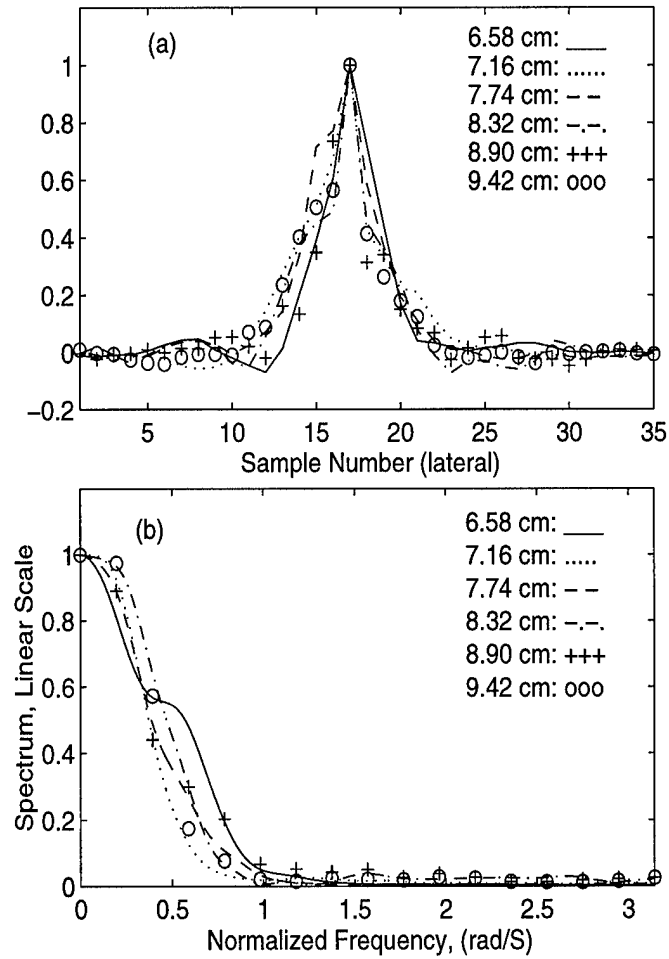 (a)
6.58 cm: ___
7.16 cm: ......
7.74 cm: – –
8.32 cm: –.–.
8.90 cm: +++
9.42 cm: ooo
1
0.8
0.6
0.4
0.2
0
−0.2
5 10 15 20 25 30 35
Sample Number (lateral)
(b)
6.58 cm: ___
7.16 cm: .....
7.74 cm: – –
8.32 cm: –.–.
8.90 cm: +++
9.42 cm: ooo
Spectrum, Linear Scale
1
0.8
0.6
0.4
0.2
0
0 0.5 1 1.5 2 2.5 3
Normalized Frequency, (rad/S)